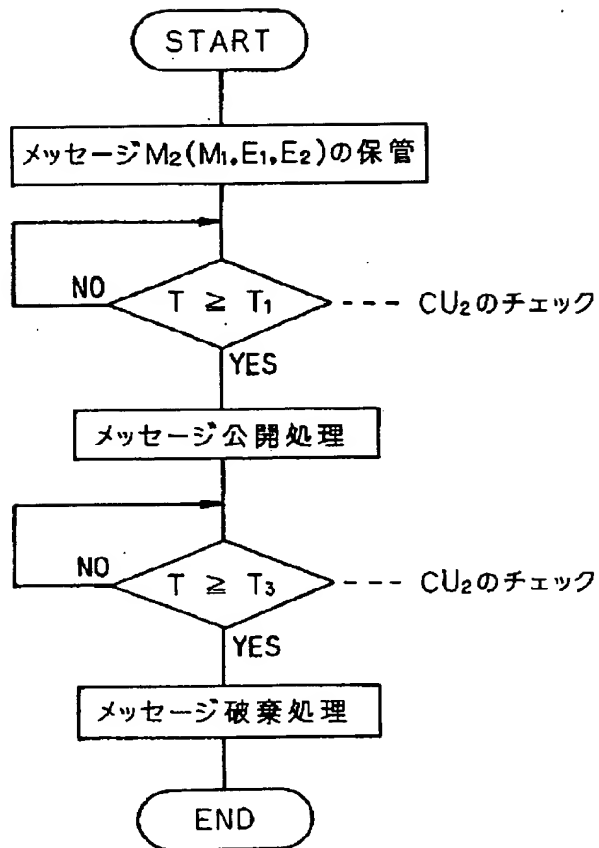 START
メッセージM₂(M₁,E₁,E₂)の保管
NO
T ≧ T₁
CU₂のチェック
YES
メッセージ公開処理
NO
T ≧ T₃
CU₂のチェック
YES
メッセージ破棄処理
END